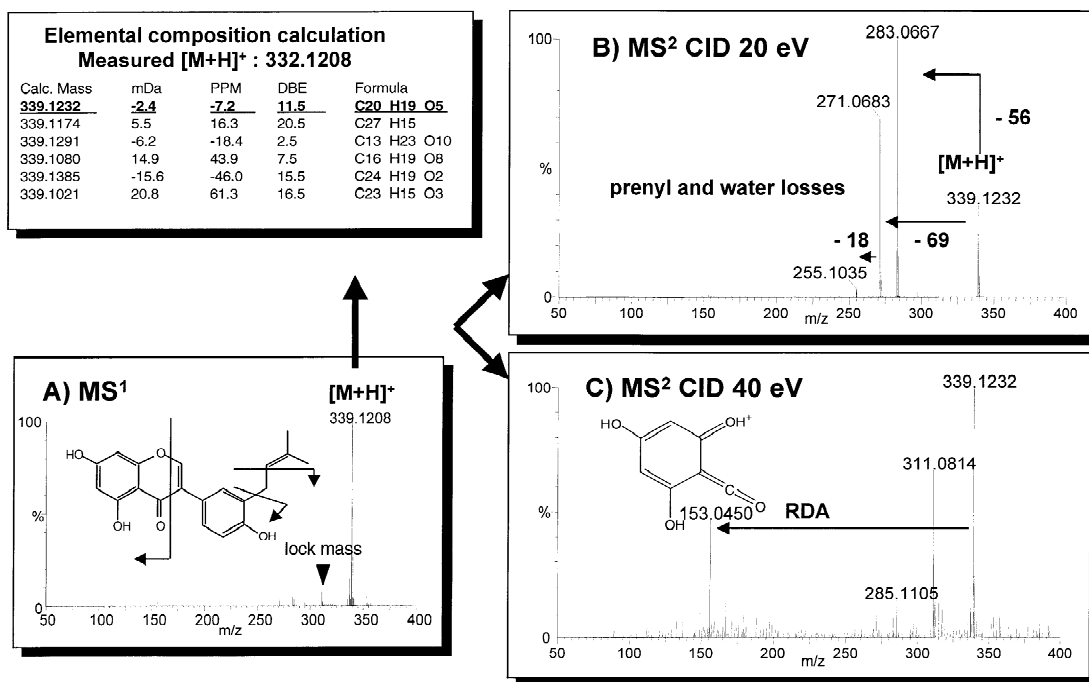 Elemental composition calculation
Measured [M+H]+ : 332.1208
Calc. Mass mDa PPM DBE Formula
339.1232 -2.4 -7.2 11.5 C20 H19 O5
339.1174 5.5 16.3 20.5 C27 H15
339.1291 -6.2 -18.4 2.5 C13 H23 O10
339.1080 14.9 43.9 7.5 C16 H19 O8
339.1385 -15.6 -46.0 15.5 C24 H19 O2
339.1021 20.8 61.3 16.5 C23 H15 O3
B) MS² CID 20 eV
283.0667
100
271.0683
- 56
[M+H]+
%
prenyl and water losses
339.1232
- 18
- 69
255.1035
0
50 100 150 200 250 300 350 400
m/z
A) MS¹
[M+H]+
100
339.1208
HO
O
O
OH
OH
%
lock mass
0
50 100 150 200 250 300 350 400
m/z
C) MS² CID 40 eV
339.1232
100
HO
OH+
311.0814
C
O
OH
%
153.0450
RDA
285.1105
0
50 100 150 200 250 300 350 400
m/z